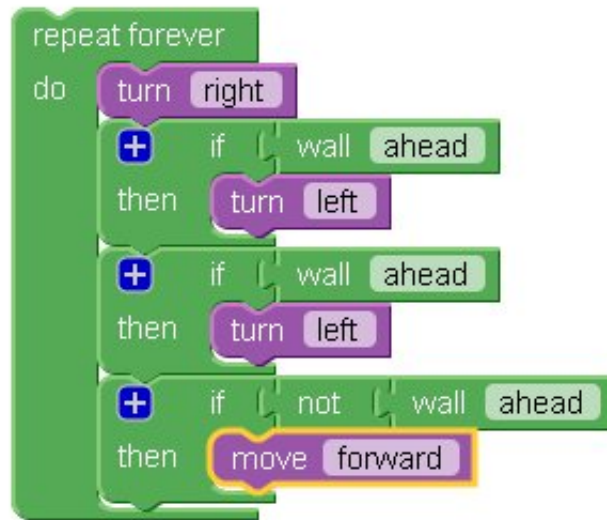 repeat forever
do turn right
if wall ahead
then turn left
if wall ahead
then turn left
if not wall ahead
then move forward